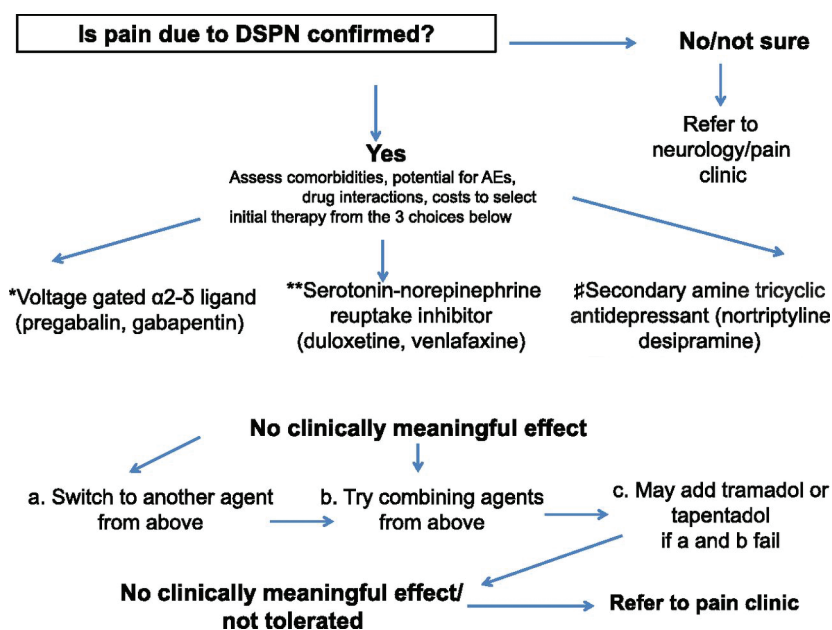 Is pain due to DSPN confirmed?
No/not sure
Refer to
neurology/pain
clinic
Yes
Assess comorbidities, potential for AEs,
drug interactions, costs to select
initial therapy from the 3 choices below
*Voltage gated α2-δ ligand
(pregabalin, gabapentin)
**Serotonin-norepinephrine
reuptake inhibitor
(duloxetine, venlafaxine)
♯Secondary amine tricyclic
antidepressant (nortriptyline
desipramine)
No clinically meaningful effect
a. Switch to another agent
from above
b. Try combining agents
from above
c. May add tramadol or
tapentadol
if a and b fail
No clinically meaningful effect/
not tolerated
Refer to pain clinic